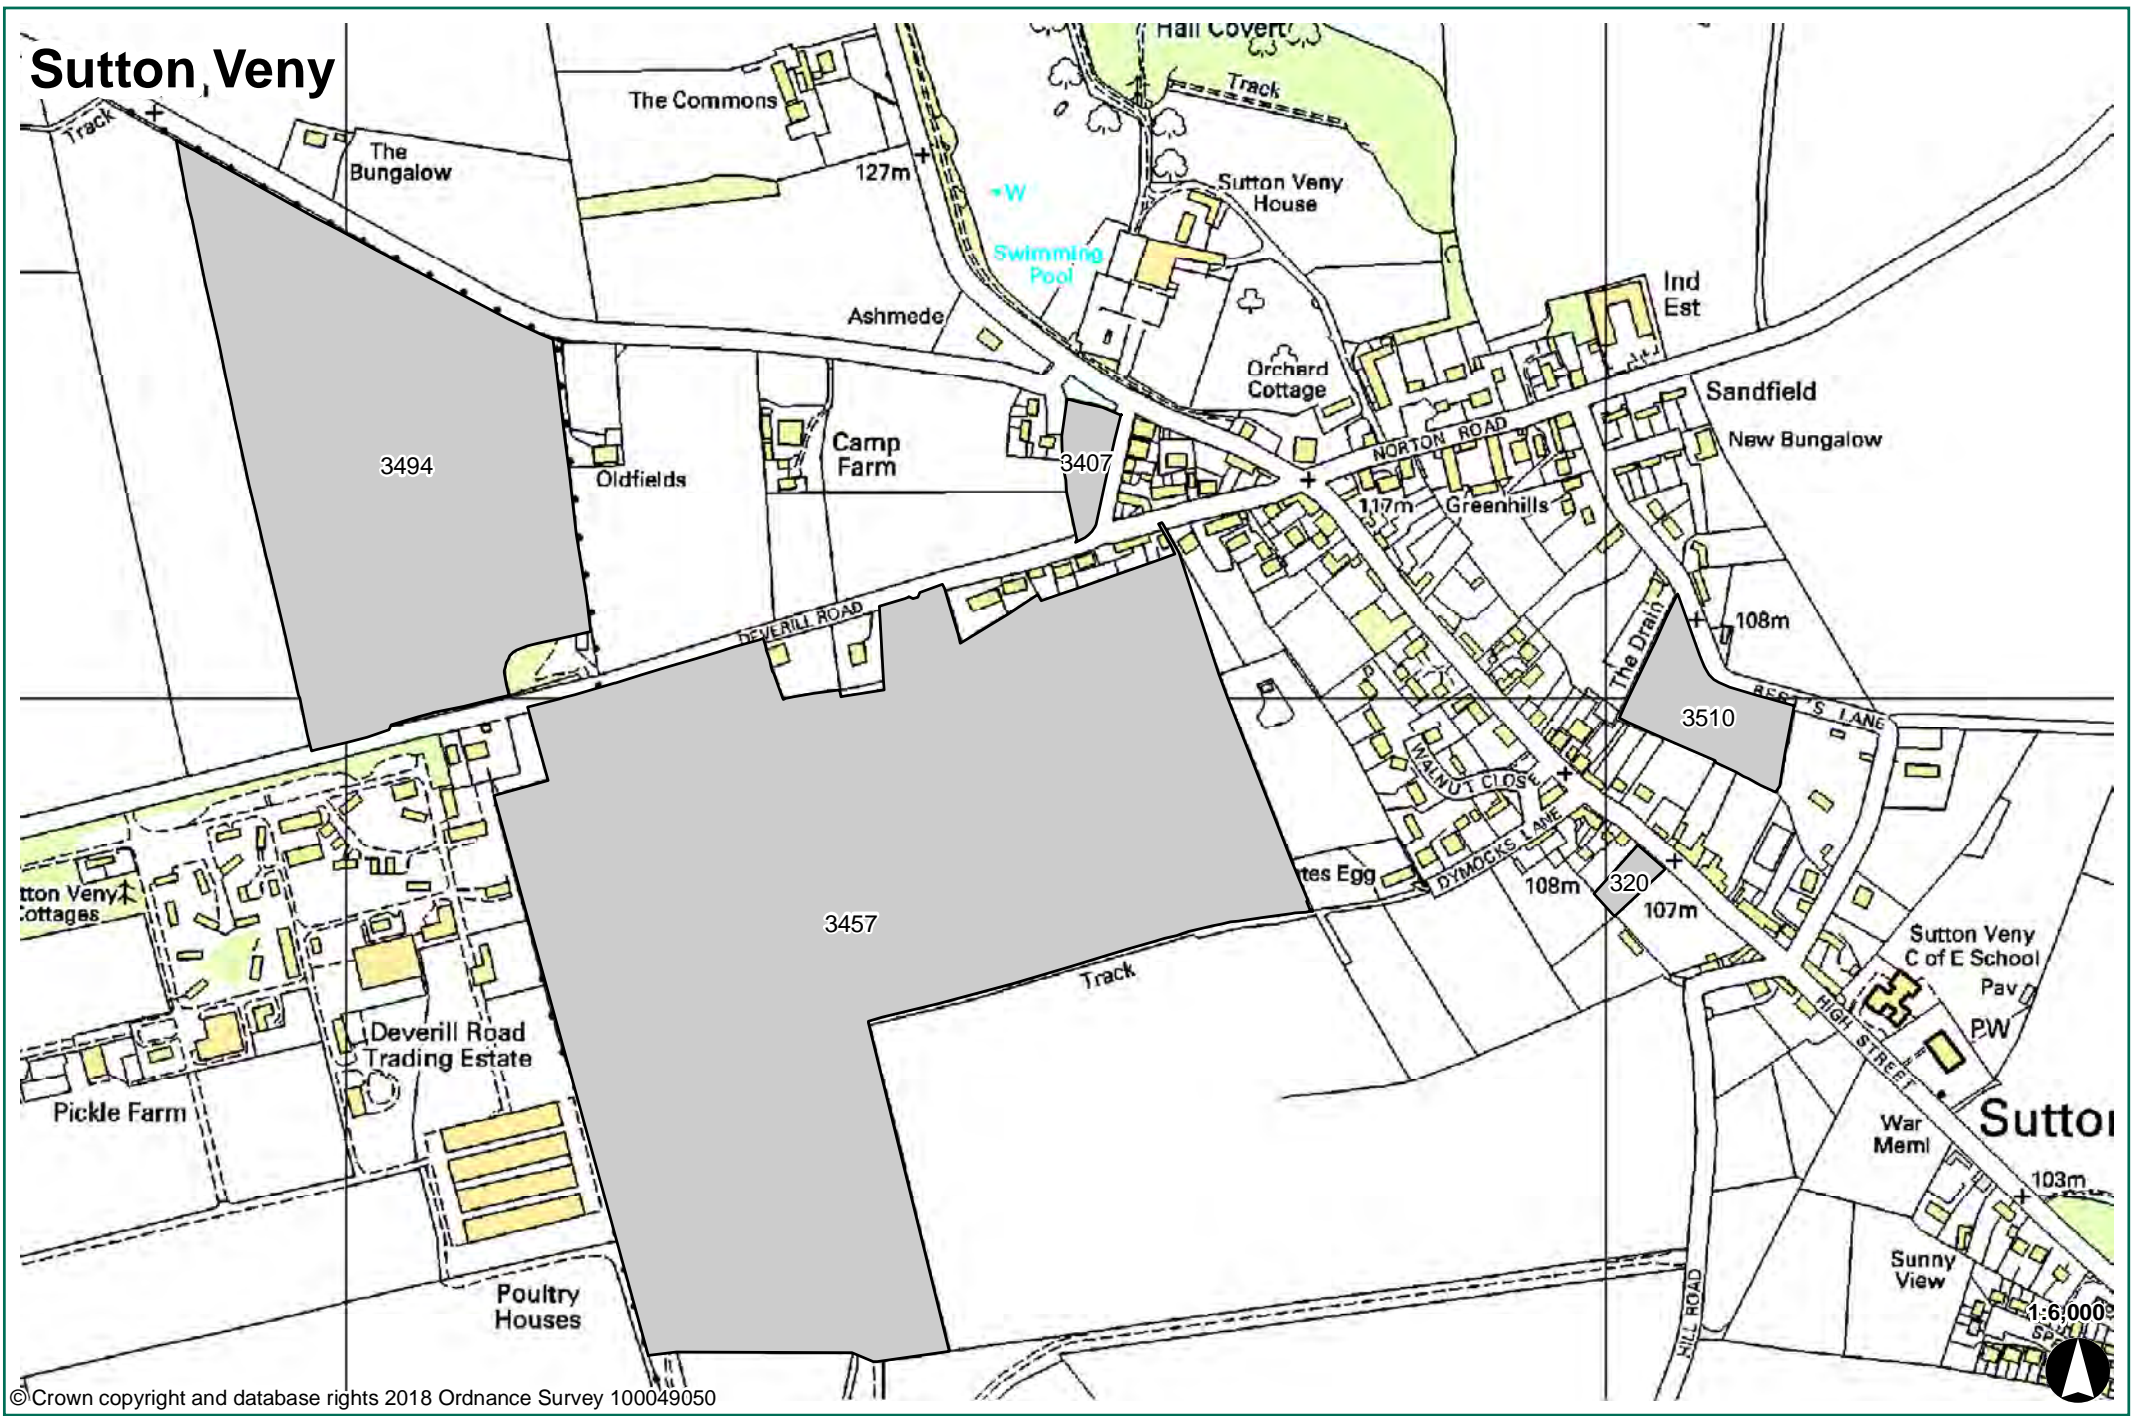 Sutton Veny
Hall Covert
Track
The Commons
Track
The
Bungalow
127m
W
Sutton Veny
House
Swimming
Pool
Ind
Est
Ashmede
Orchard
Cottage
Sandfield
NORTON ROAD
New Bungalow
Camp
Farm
3494
3407
Oldfields
117m
Greenhills
DEVERILL ROAD
The Drain
108m
BEST'S LANE
3510
WALNUT CLOSE
DYMOCKS LANE
tes Egg
108m
320
107m
tton Veny
Cottages
3457
Sutton Veny
C of E School
Pav
Track
HIGH STREET
PW
Deverill Road
Trading Estate
Pickle Farm
War
Meml
Sutto
103m
Sunny
View
Poultry
Houses
HILL ROAD
1:6,000
© Crown copyright and database rights 2018 Ordnance Survey 100049050